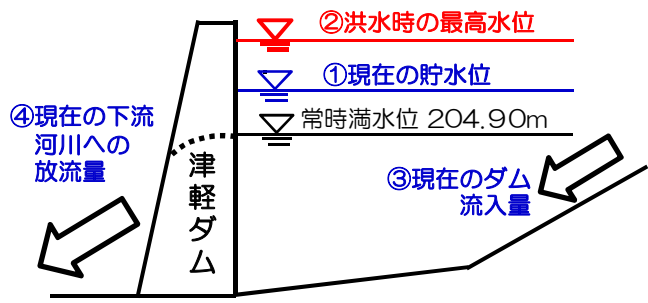 ②洪水時の最高水位
①現在の貯水位
常時満水位 204.90m
④現在の下流
河川への
放流量
津軽ダム
③現在のダム
流入量